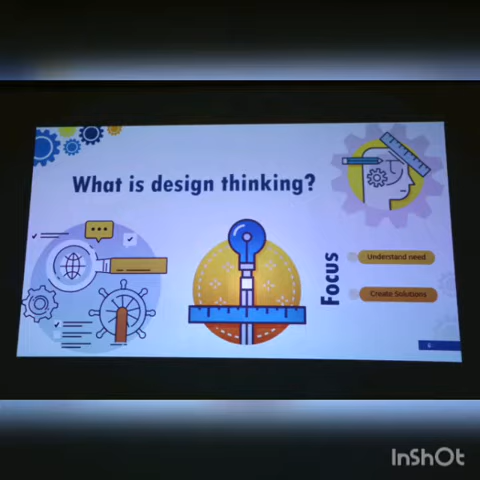 What is design thinking?
Focus
Understand need
Create Solutions
InShOt